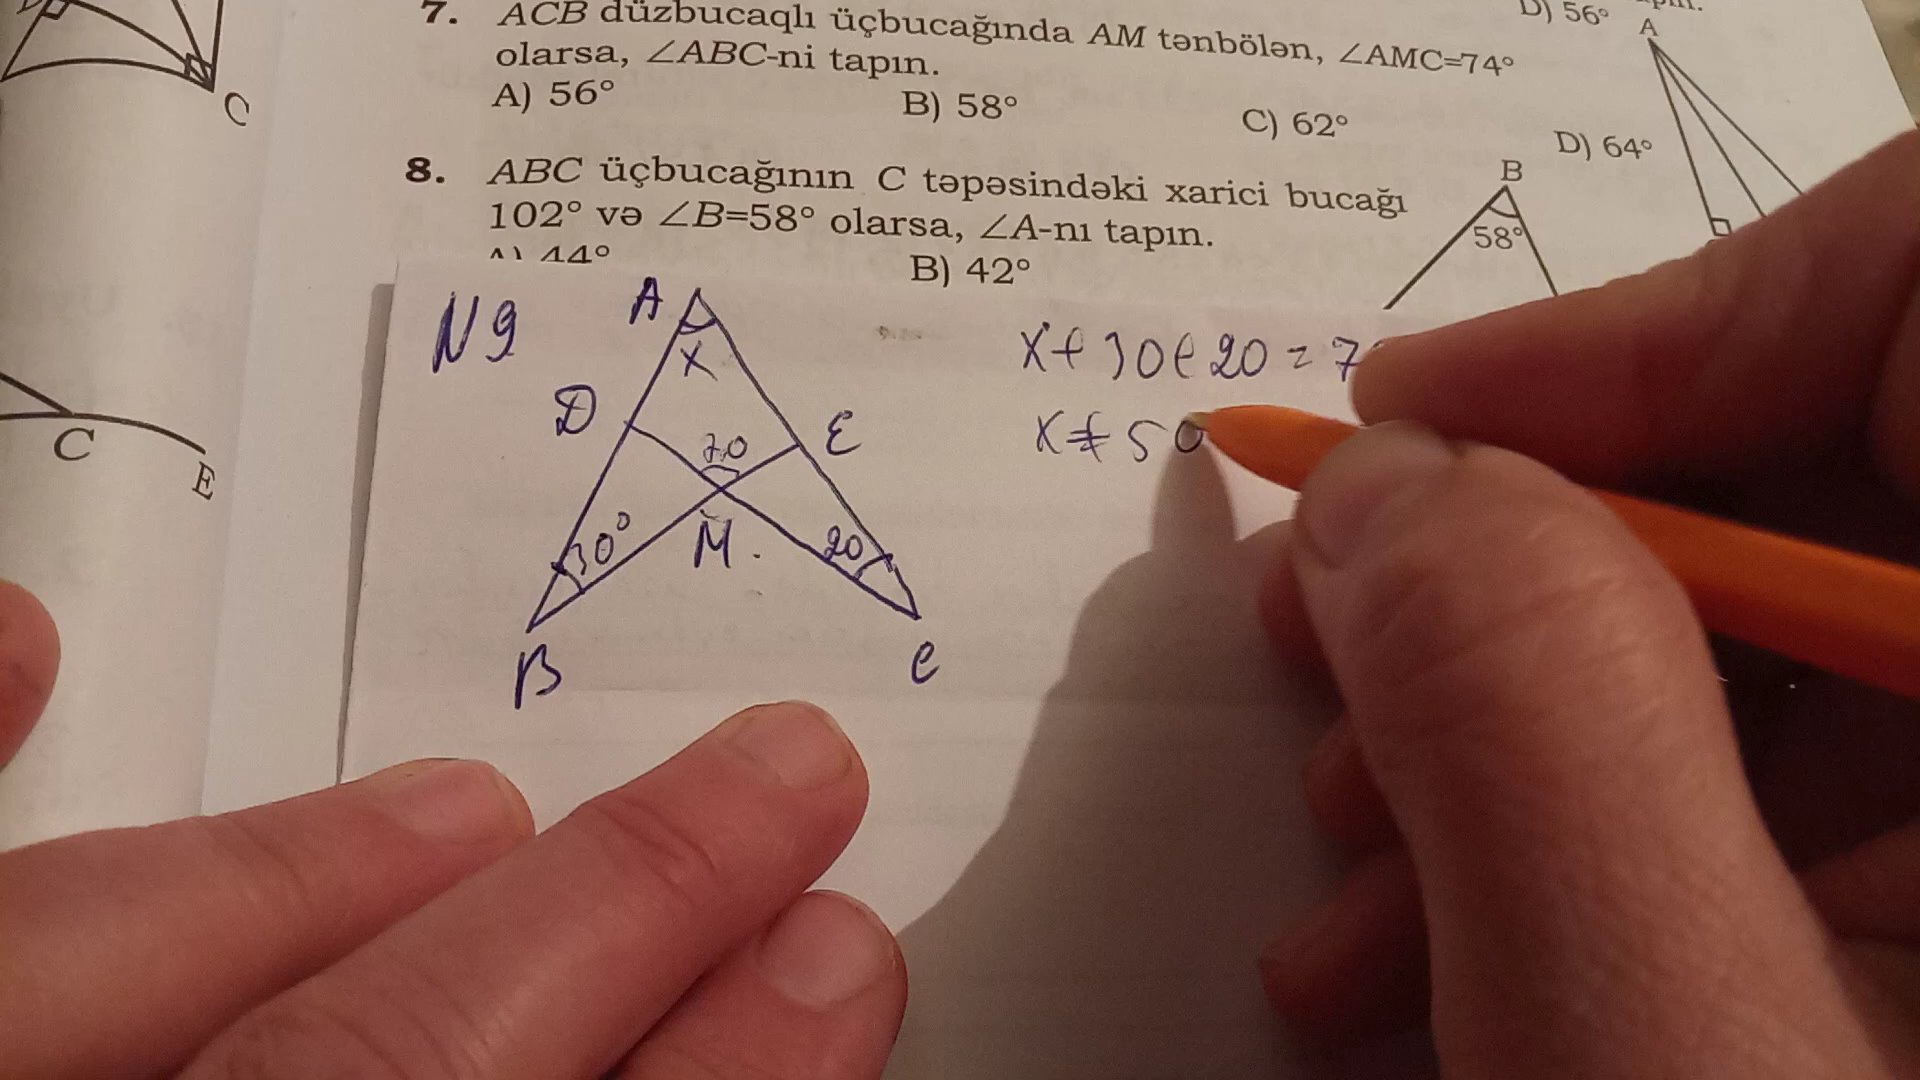 7. ACB düzbucaqlı üçbucağında AM tənbölən, ∠AMC=74°
olarsa, ∠ABC-ni tapın.
A) 56°
B) 58°
C) 62°
D) 64°
D) 56°
A
8. ABC üçbucağının C təpəsindəki xarici bucağı
102° və ∠B=58° olarsa, ∠A-nı tapın.
A) 44°
B) 42°
B
58°
C
C
E
N9
A
x
D
E
70
M
30°
20
B
C
x+30+20=7
x+50